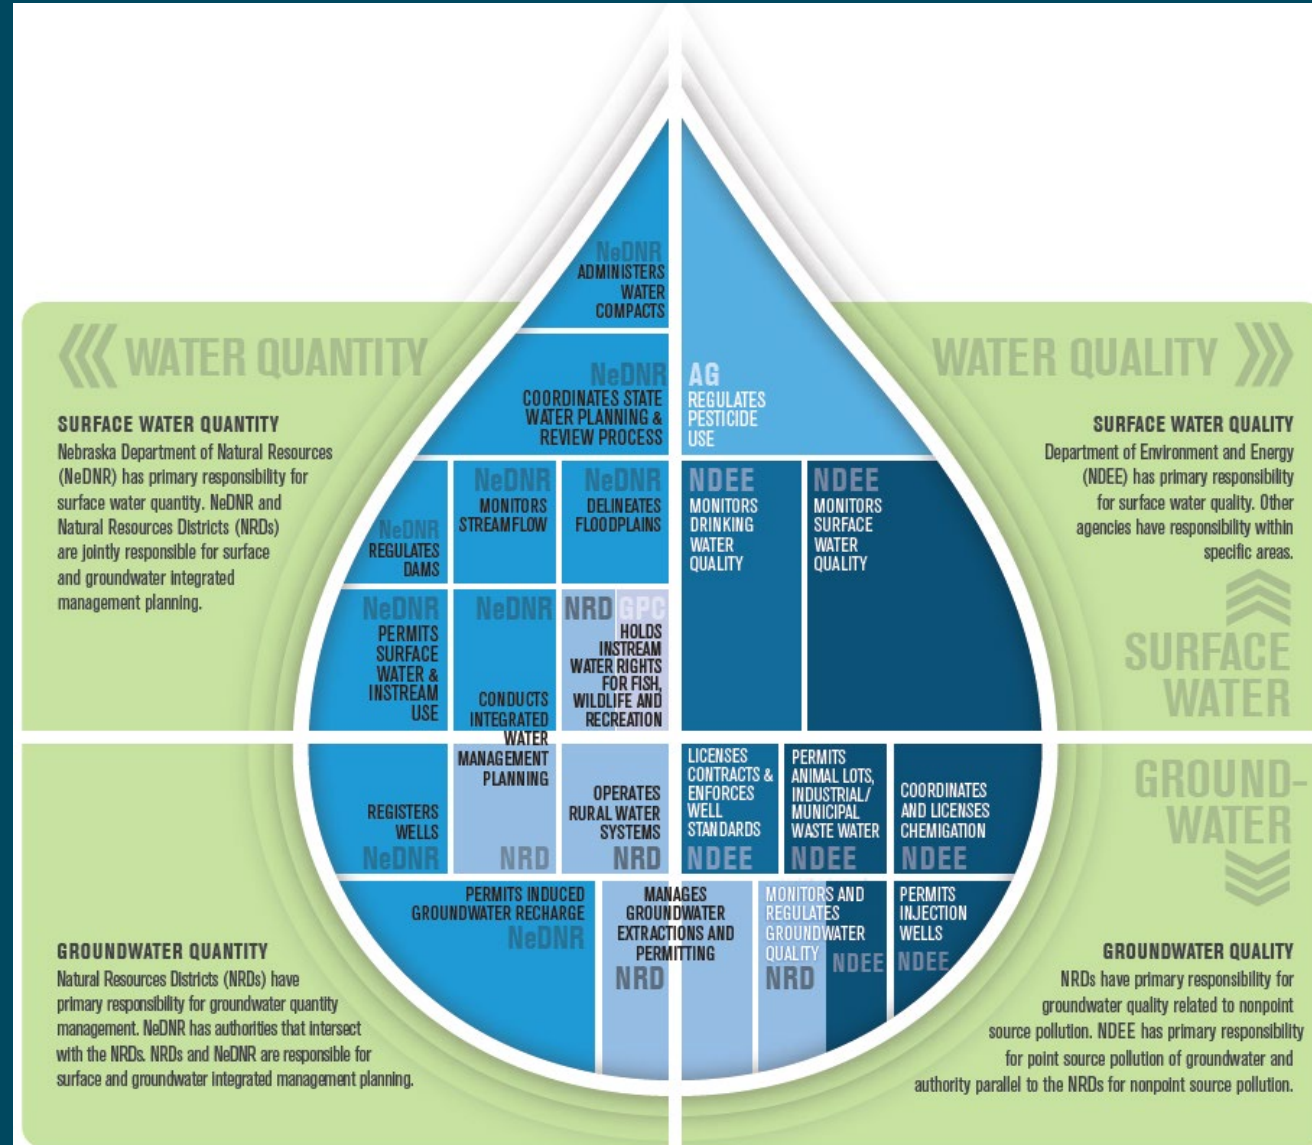 WATER QUANTITY
SURFACE WATER QUANTITY
Nebraska Department of Natural Resources
(NeDNR) has primary responsibility for
surface water quantity. NeDNR and
Natural Resources Districts (NRDs)
are jointly responsible for surface
and groundwater integrated
management planning.
NeDNR
ADMINISTERS
WATER
COMPACTS
NeDNR
COORDINATES STATE
WATER PLANNING &
REVIEW PROCESS
NeDNR
REGULATES
DAMS
NeDNR
MONITORS
STREAMFLOW
NeDNR
DELINEATES
FLOODPLAINS
NeDNR
PERMITS
SURFACE
WATER &
INSTREAM
USE
NeDNR
CONDUCTS
INTEGRATED
WATER
MANAGEMENT
PLANNING
NRD
NRD GPC
HOLDS
INSTREAM
WATER RIGHTS
FOR FISH,
WILDLIFE AND
RECREATION
AG
REGULATES
PESTICIDE
USE
NDEE
MONITORS
DRINKING
WATER
QUALITY
NDEE
MONITORS
SURFACE
WATER
QUALITY
WATER QUALITY
SURFACE WATER QUALITY
Department of Environment and Energy
(NDEE) has primary responsibility
for surface water quality. Other
agencies have responsibility within
specific areas.
SURFACE
WATER
GROUND-
WATER
REGISTERS
WELLS
NeDNR
OPERATES
RURAL WATER
SYSTEMS
NRD
LICENSES
CONTRACTS &
ENFORCES
WELL
STANDARDS
NDEE
PERMITS
ANIMAL LOTS,
INDUSTRIAL/
MUNICIPAL
WASTE WATER
NDEE
COORDINATES
AND LICENSES
CHEMIGATION
NDEE
PERMITS INDUCED
GROUNDWATER RECHARGE
NeDNR
MANAGES
GROUNDWATER
EXTRACTIONS AND
PERMITTING
NRD
MONITORS AND
REGULATES
GROUNDWATER
QUALITY
NRD
NDEE
PERMITS
INJECTION
WELLS
NDEE
GROUNDWATER QUANTITY
Natural Resources Districts (NRDs) have
primary responsibility for groundwater quantity
management. NeDNR has authorities that intersect
with the NRDs. NRDs and NeDNR are responsible for
surface and groundwater integrated management planning.
GROUNDWATER QUALITY
NRDs have primary responsibility for
groundwater quality related to nonpoint
source pollution. NDEE has primary responsibility
for point source pollution of groundwater and
authority parallel to the NRDs for nonpoint source pollution.